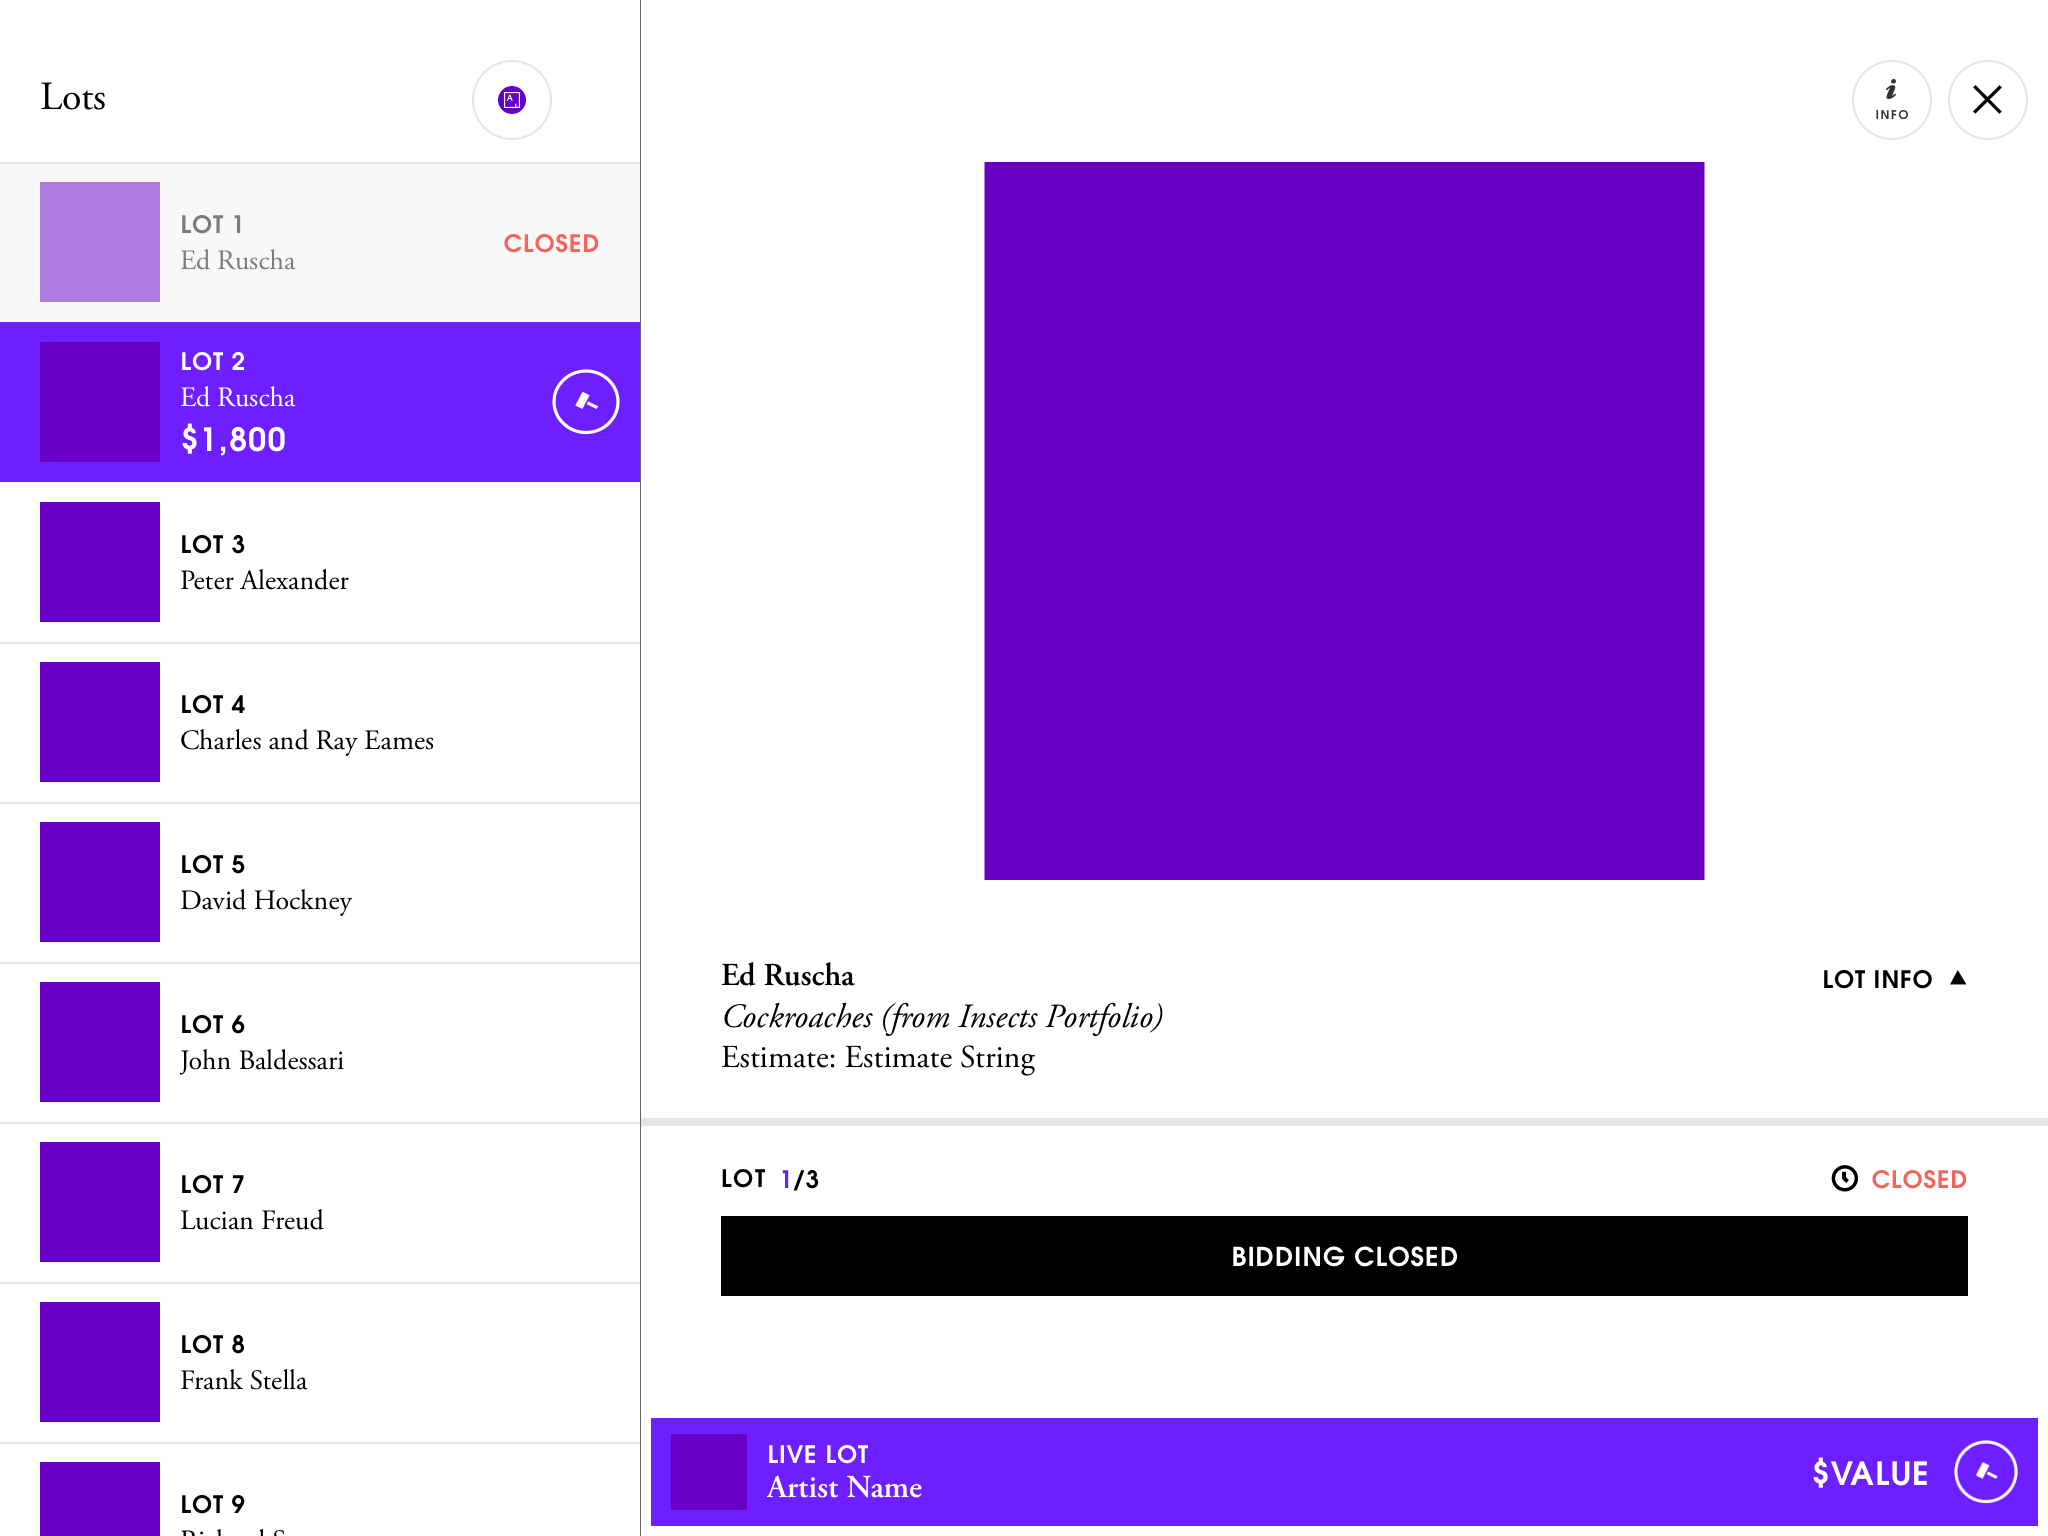 Lots
LOT 1
Ed Ruscha
CLOSED
LOT 2
Ed Ruscha
$1,800
LOT 3
Peter Alexander
LOT 4
Charles and Ray Eames
LOT 5
David Hockney
LOT 6
John Baldessari
LOT 7
Lucian Freud
LOT 8
Frank Stella
LOT 9
INFO
Ed Ruscha
Cockroaches (from Insects Portfolio)
Estimate: Estimate String
LOT INFO
LOT 1/3
CLOSED
BIDDING CLOSED
LIVE LOT
Artist Name
$VALUE